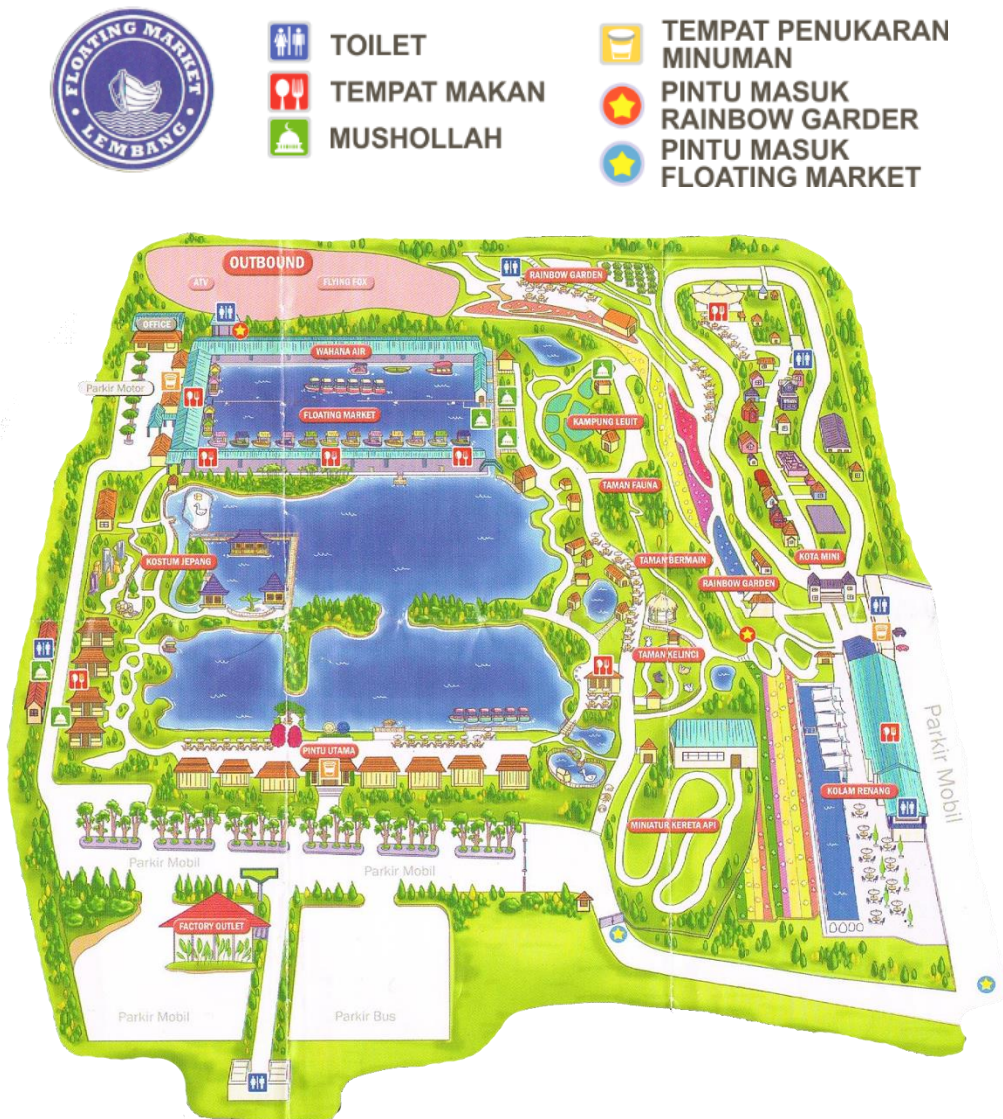 FLOATING MARKET
LEMBANG
TOILET
TEMPAT MAKAN
MUSHOLLAH
TEMPAT PENUKARAN
MINUMAN
PINTU MASUK
RAINBOW GARDER
PINTU MASUK
FLOATING MARKET
OUTBOUND
ATV
FLYING FOX
RAINBOW GARDEN
OFFICE
WAHANA AIR
Parkir Motor
FLOATING MARKET
KAMPUNG LEUIT
TAMAN FAUNA
KOSTUM JEPANG
TAMAN BERMAIN
RAINBOW GARDEN
KOTA MINI
TAMAN KELINCI
PINTU UTAMA
Parkir Mobil
KOLAM RENANG
MINIATUR KERETA API
Parkir Mobil
Parkir Mobil
FACTORY OUTLET
Parkir Mobil
Parkir Bus